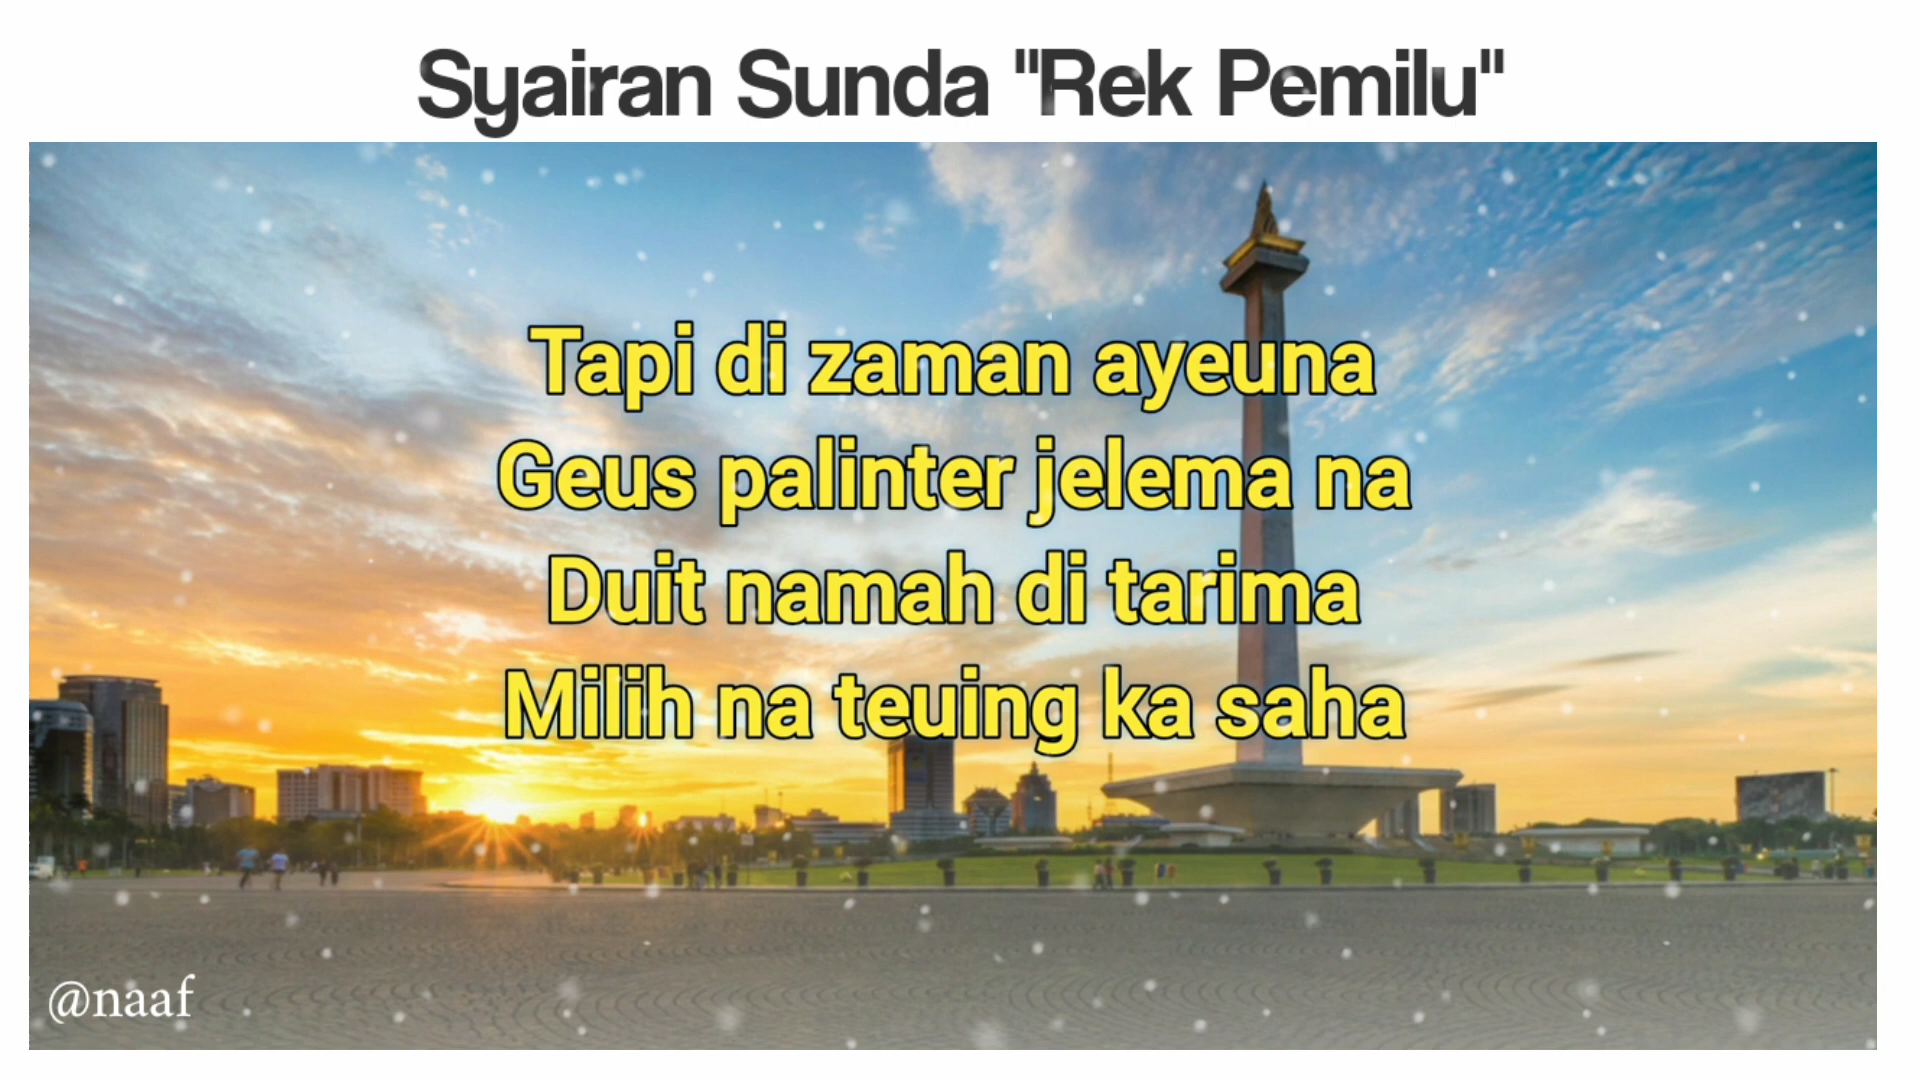 Syairan Sunda "Rek Pemilu"
Tapi di zaman ayeuna
Geus palinter jelema na
Duit namah di tarima
Milih na teuing ka saha
@naaf